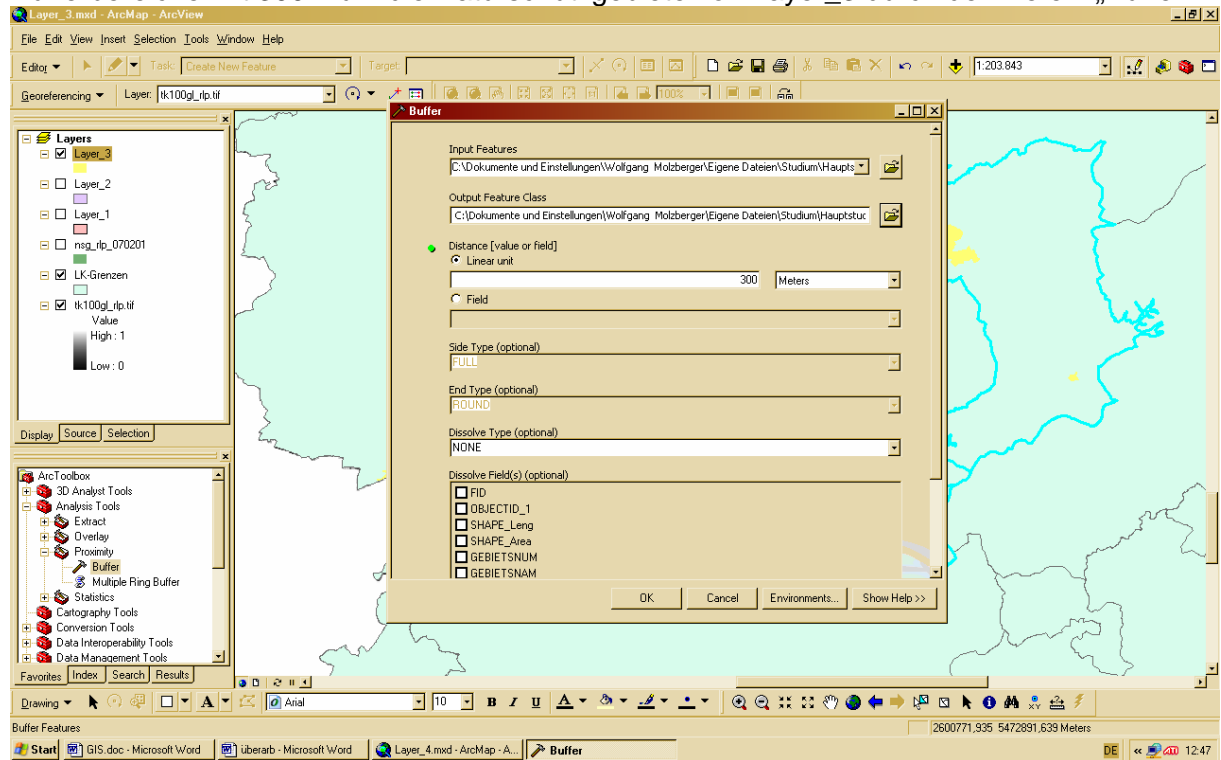 Layer_3.mxd - ArcMap - ArcView
File Edit View Insert Selection Tools Window Help
Editor Task: Create New Feature Target: 1:203.843
Georeferencing Layer: tk100gl_rlp.tif 100%
Layers
Layer_3
Layer_2
Layer_1
nsg_rlp_070201
LK-Grenzen
tk100gl_rlp.tif
Value
High : 1
Low : 0
Display Source Selection
ArcToolbox
3D Analyst Tools
Analysis Tools
Extract
Overlay
Proximity
Buffer
Multiple Ring Buffer
Statistics
Cartography Tools
Conversion Tools
Data Interoperability Tools
Data Management Tools
Favorites Index Search Results
Buffer
Input Features
C:\Dokumente und Einstellungen\Wolfgang Molzberger\Eigene Dateien\Studium\Haupts
Output Feature Class
C:\Dokumente und Einstellungen\Wolfgang Molzberger\Eigene Dateien\Studium\Hauptstuc
Distance [value or field]
Linear unit
300 Meters
Field
Side Type (optional)
FULL
End Type (optional)
ROUND
Dissolve Type (optional)
NONE
Dissolve Field(s) (optional)
FID
OBJECTID_1
SHAPE_Leng
SHAPE_Area
GEBIETSNUM
GEBIETSNAM
OK Cancel Environments... Show Help >>
Drawing A Arial 10 B I U A
Buffer Features 2600771,935 5472891,639 Meters
Start GIS.doc - Microsoft Word überarb - Microsoft Word Layer_4.mxd - ArcMap - A... Buffer DE « 12:47